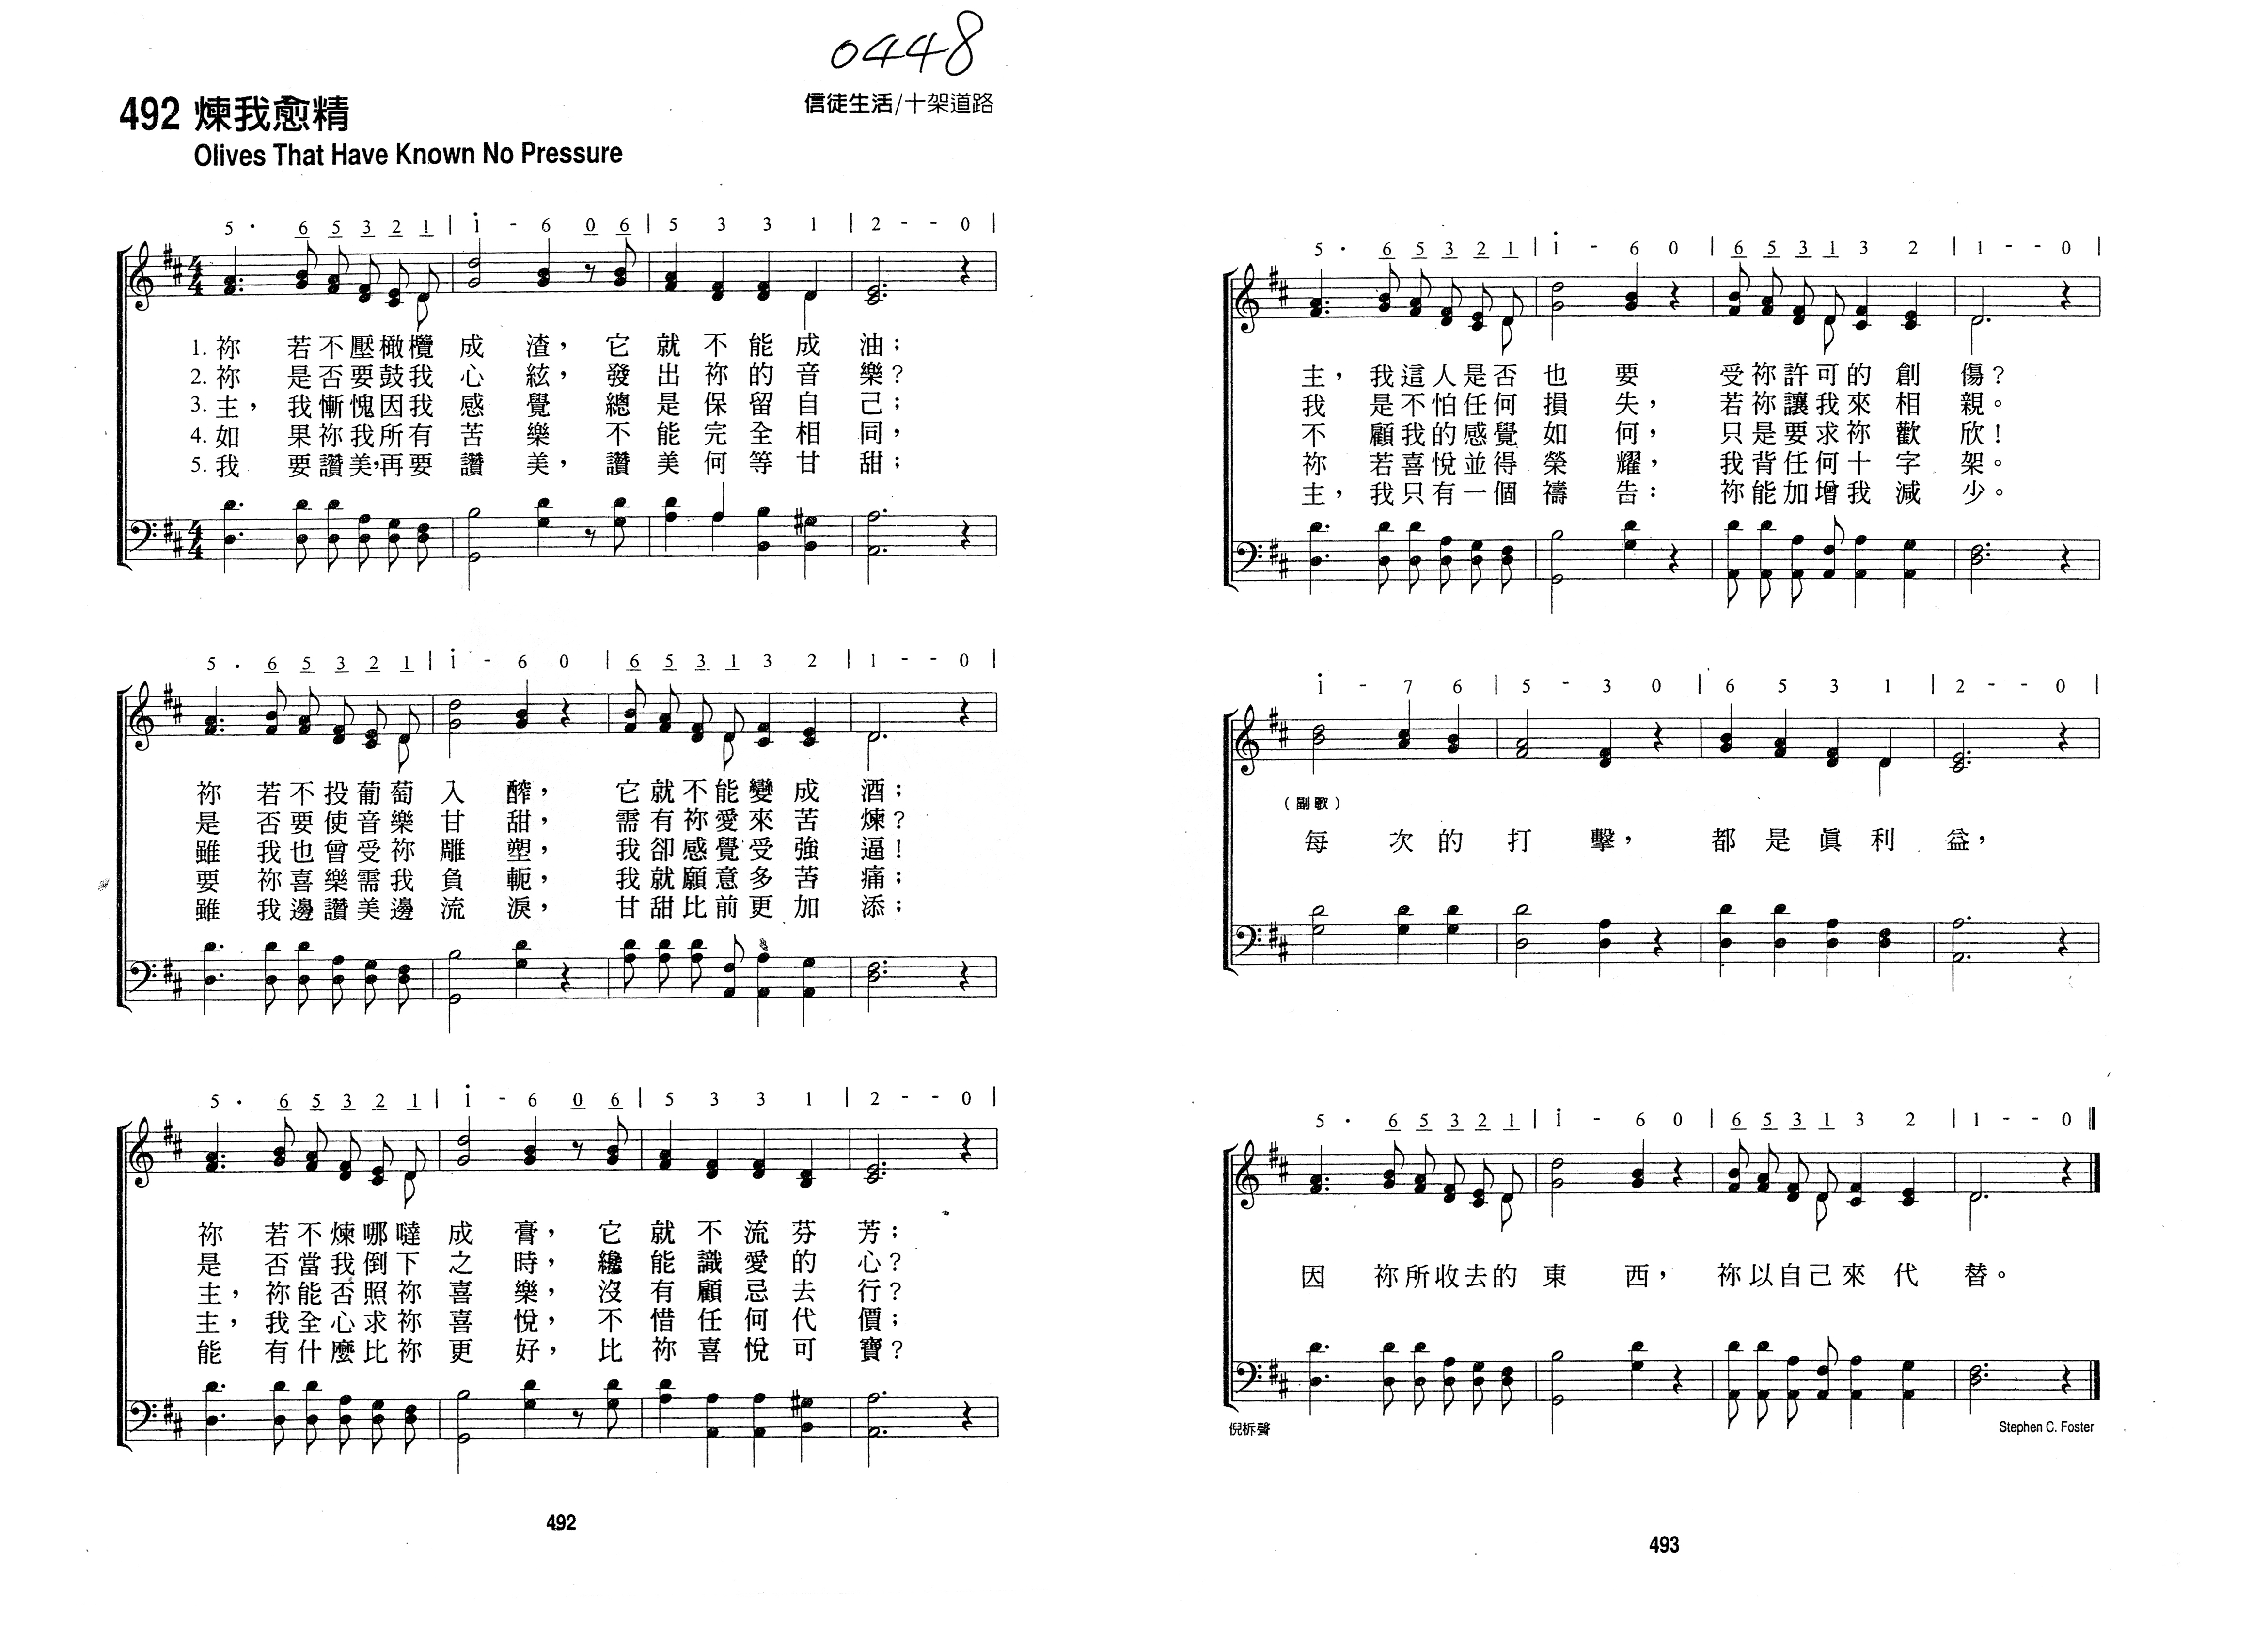 0448
信徒生活/十架道路
492 煉我愈精
Olives That Have Known No Pressure
5 · 6 5 3 2 1 | i - 6 0 6 | 5 3 3 1 | 2 - - 0 |
1. 祢若不壓橄欖成渣，它就不能成油；
2. 祢是否要鼓我心絃，發出祢的音樂？
3. 主，我慚愧因我感覺總是保留自己；
4. 如果祢我所有苦樂不能完全相同，
5. 我要讚美，再要讚美，讚美何等甘甜；
5 · 6 5 3 2 1 | i - 6 0 | 6 5 3 1 3 2 | 1 - - 0 |
祢若不投葡萄入醡，它就不能變成酒；
是否要使音樂甘甜，需有祢愛來苦煉？
雖我也曾受祢雕塑，我卻感覺受強逼！
要祢喜樂需我負軛，我就願意多苦痛；
雖我邊讚美邊流淚，甘甜比前更加添；
5 · 6 5 3 2 1 | i - 6 0 6 | 5 3 3 1 | 2 - - 0 |
祢若不煉哪噠成膏，它就不流芬芳；
是否當我倒下之時，纔能識愛的心？
主，祢能否照祢喜樂，沒有顧忌去行？
主，我全心求祢喜悅，不惜任何代價；
能有什麼比祢更好，比祢喜悅可寶？
492
5 · 6 5 3 2 1 | i - 6 0 | 6 5 3 1 3 2 | 1 - - 0 |
主，我這人是否也要受祢許可的創傷？
我是不怕任何損失，若祢讓我來相親。
不顧我的感覺如何，只是要求祢歡欣！
祢若喜悅並得榮耀，我背任何十字架。
主，我只有一個禱告：祢能加增我減少。
i - 7 6 | 5 - 3 0 | 6 5 3 1 | 2 - - 0 |
（副歌）
每次的打擊，都是眞利益，
5 · 6 5 3 2 1 | i - 6 0 | 6 5 3 1 3 2 | 1 - - 0 ‖
因祢所收去的東西，祢以自己來代替。
倪柝聲
Stephen C. Foster
493